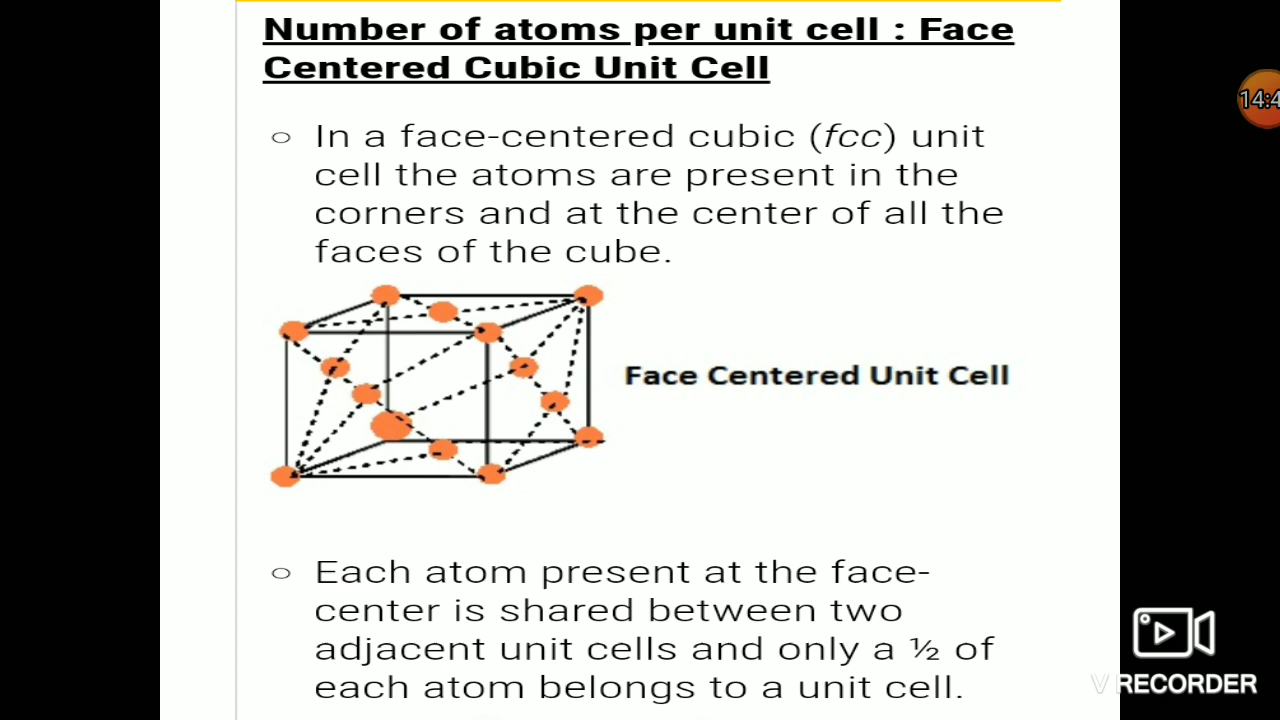 Number of atoms per unit cell : Face
Centered Cubic Unit Cell
14:4
○ In a face-centered cubic (fcc) unit
cell the atoms are present in the
corners and at the center of all the
faces of the cube.
Face Centered Unit Cell
○ Each atom present at the face-
center is shared between two
adjacent unit cells and only a ½ of
each atom belongs to a unit cell.
V RECORDER